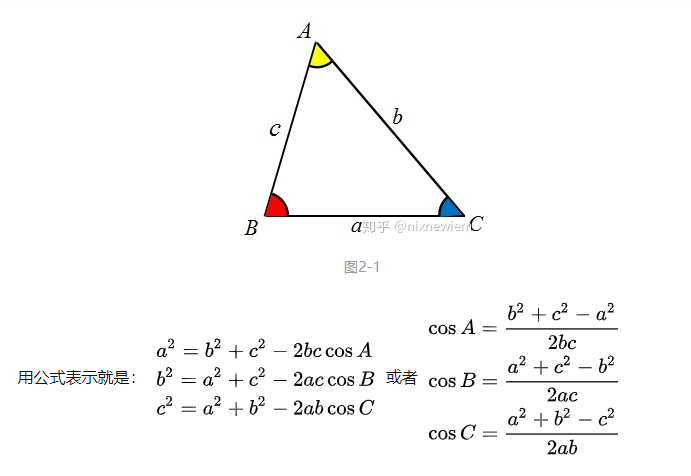 A
c
b
B
a
C
知乎 @nixnewiem
图2-1
用公式表示就是：
a² = b² + c² − 2bc cos A
b² = a² + c² − 2ac cos B
c² = a² + b² − 2ab cos C
或者
cos A = (b² + c² − a²) / 2bc
cos B = (a² + c² − b²) / 2ac
cos C = (a² + b² − c²) / 2ab